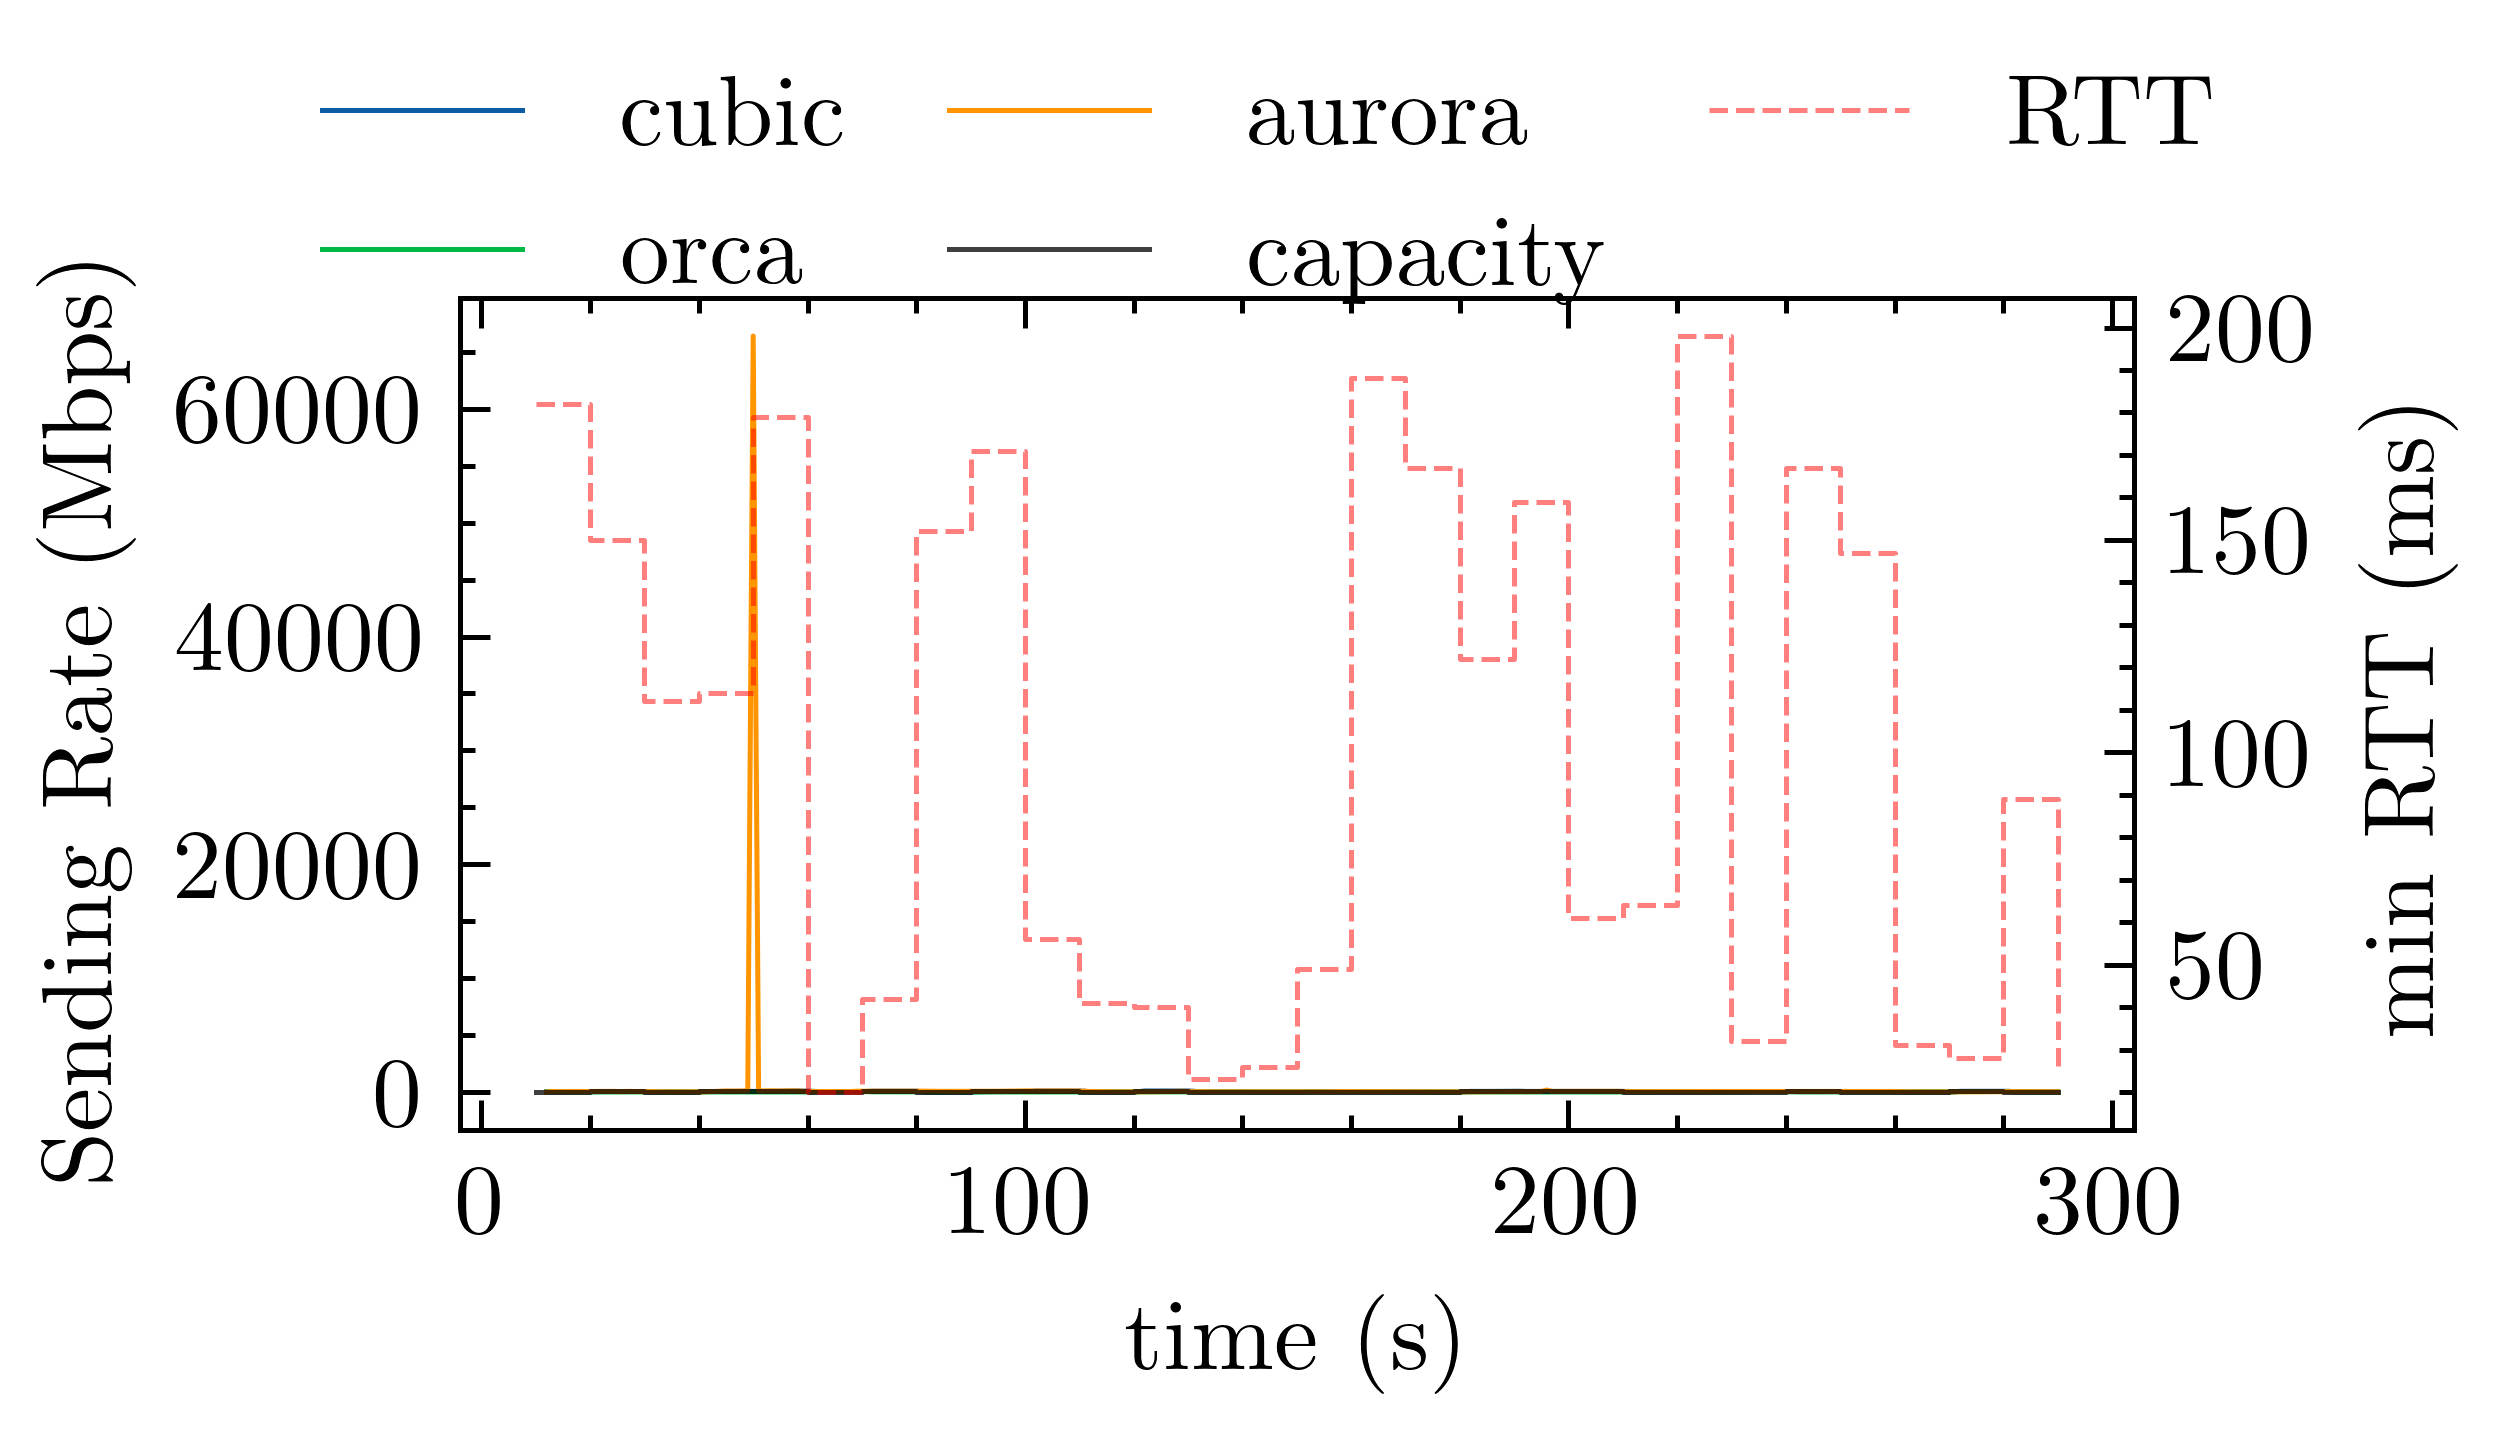 cubic aurora RTT
orca capacity
Sending Rate (Mbps)
60000
40000
20000
0
200
150
100
50
min RTT (ms)
0 100 200 300
time (s)